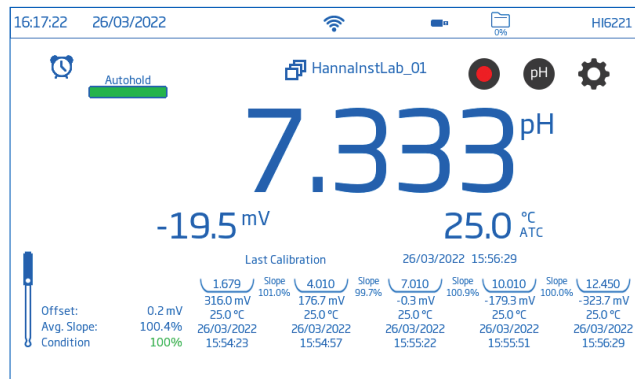 16:17:22 26/03/2022 0% HI6221
Autohold
HannaInstLab_01
pH
7.333 pH
-19.5 mV 25.0 °C ATC
Last Calibration 26/03/2022 15:56:29
1.679 Slope 101.0% 4.010 Slope 99.7% 7.010 Slope 100.9% 10.010 Slope 100.0% 12.450
316.0 mV 176.7 mV -0.3 mV -179.3 mV -323.7 mV
Offset: 0.2 mV 25.0 °C 25.0 °C 25.0 °C 25.0 °C 25.0 °C
Avg. Slope: 100.4% 26/03/2022 26/03/2022 26/03/2022 26/03/2022 26/03/2022
Condition 100% 15:54:23 15:54:57 15:55:22 15:55:51 15:56:29